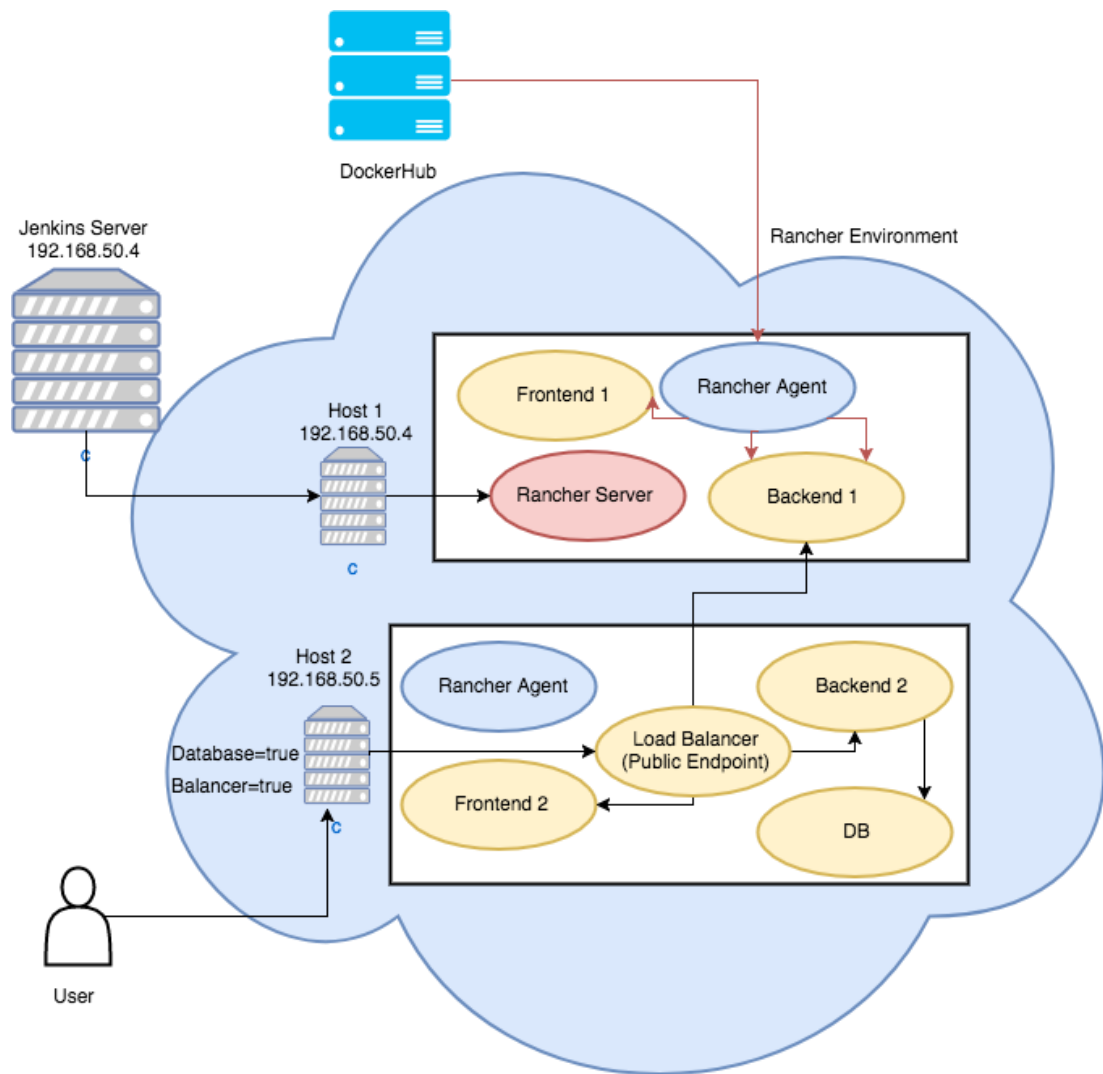 DockerHub
Jenkins Server
192.168.50.4
Rancher Environment
Frontend 1
Rancher Agent
Host 1
192.168.50.4
Rancher Server
Backend 1
C
C
Host 2
192.168.50.5
Rancher Agent
Backend 2
Database=true
Balancer=true
Load Balancer
(Public Endpoint)
Frontend 2
DB
C
User